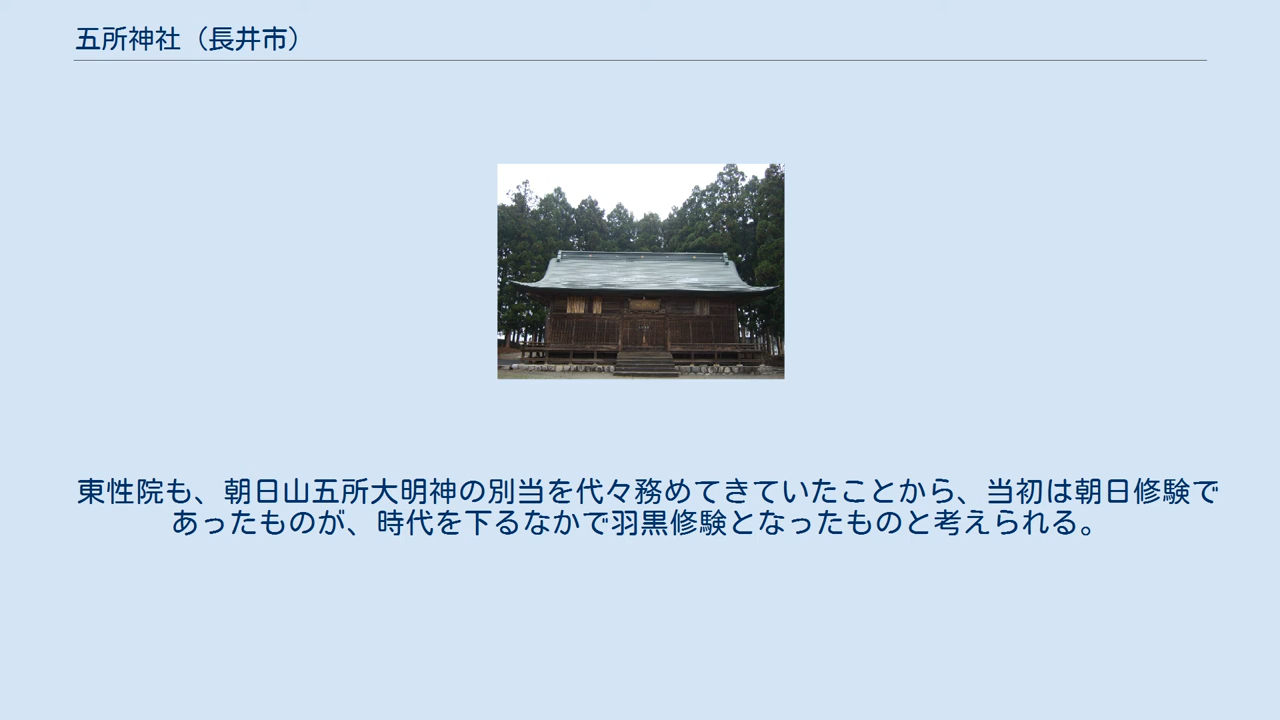 五所神社（長井市）
東性院も、朝日山五所大明神の別当を代々務めてきていたことから、当初は朝日修験で
あったものが、時代を下るなかで羽黒修験となったものと考えられる。